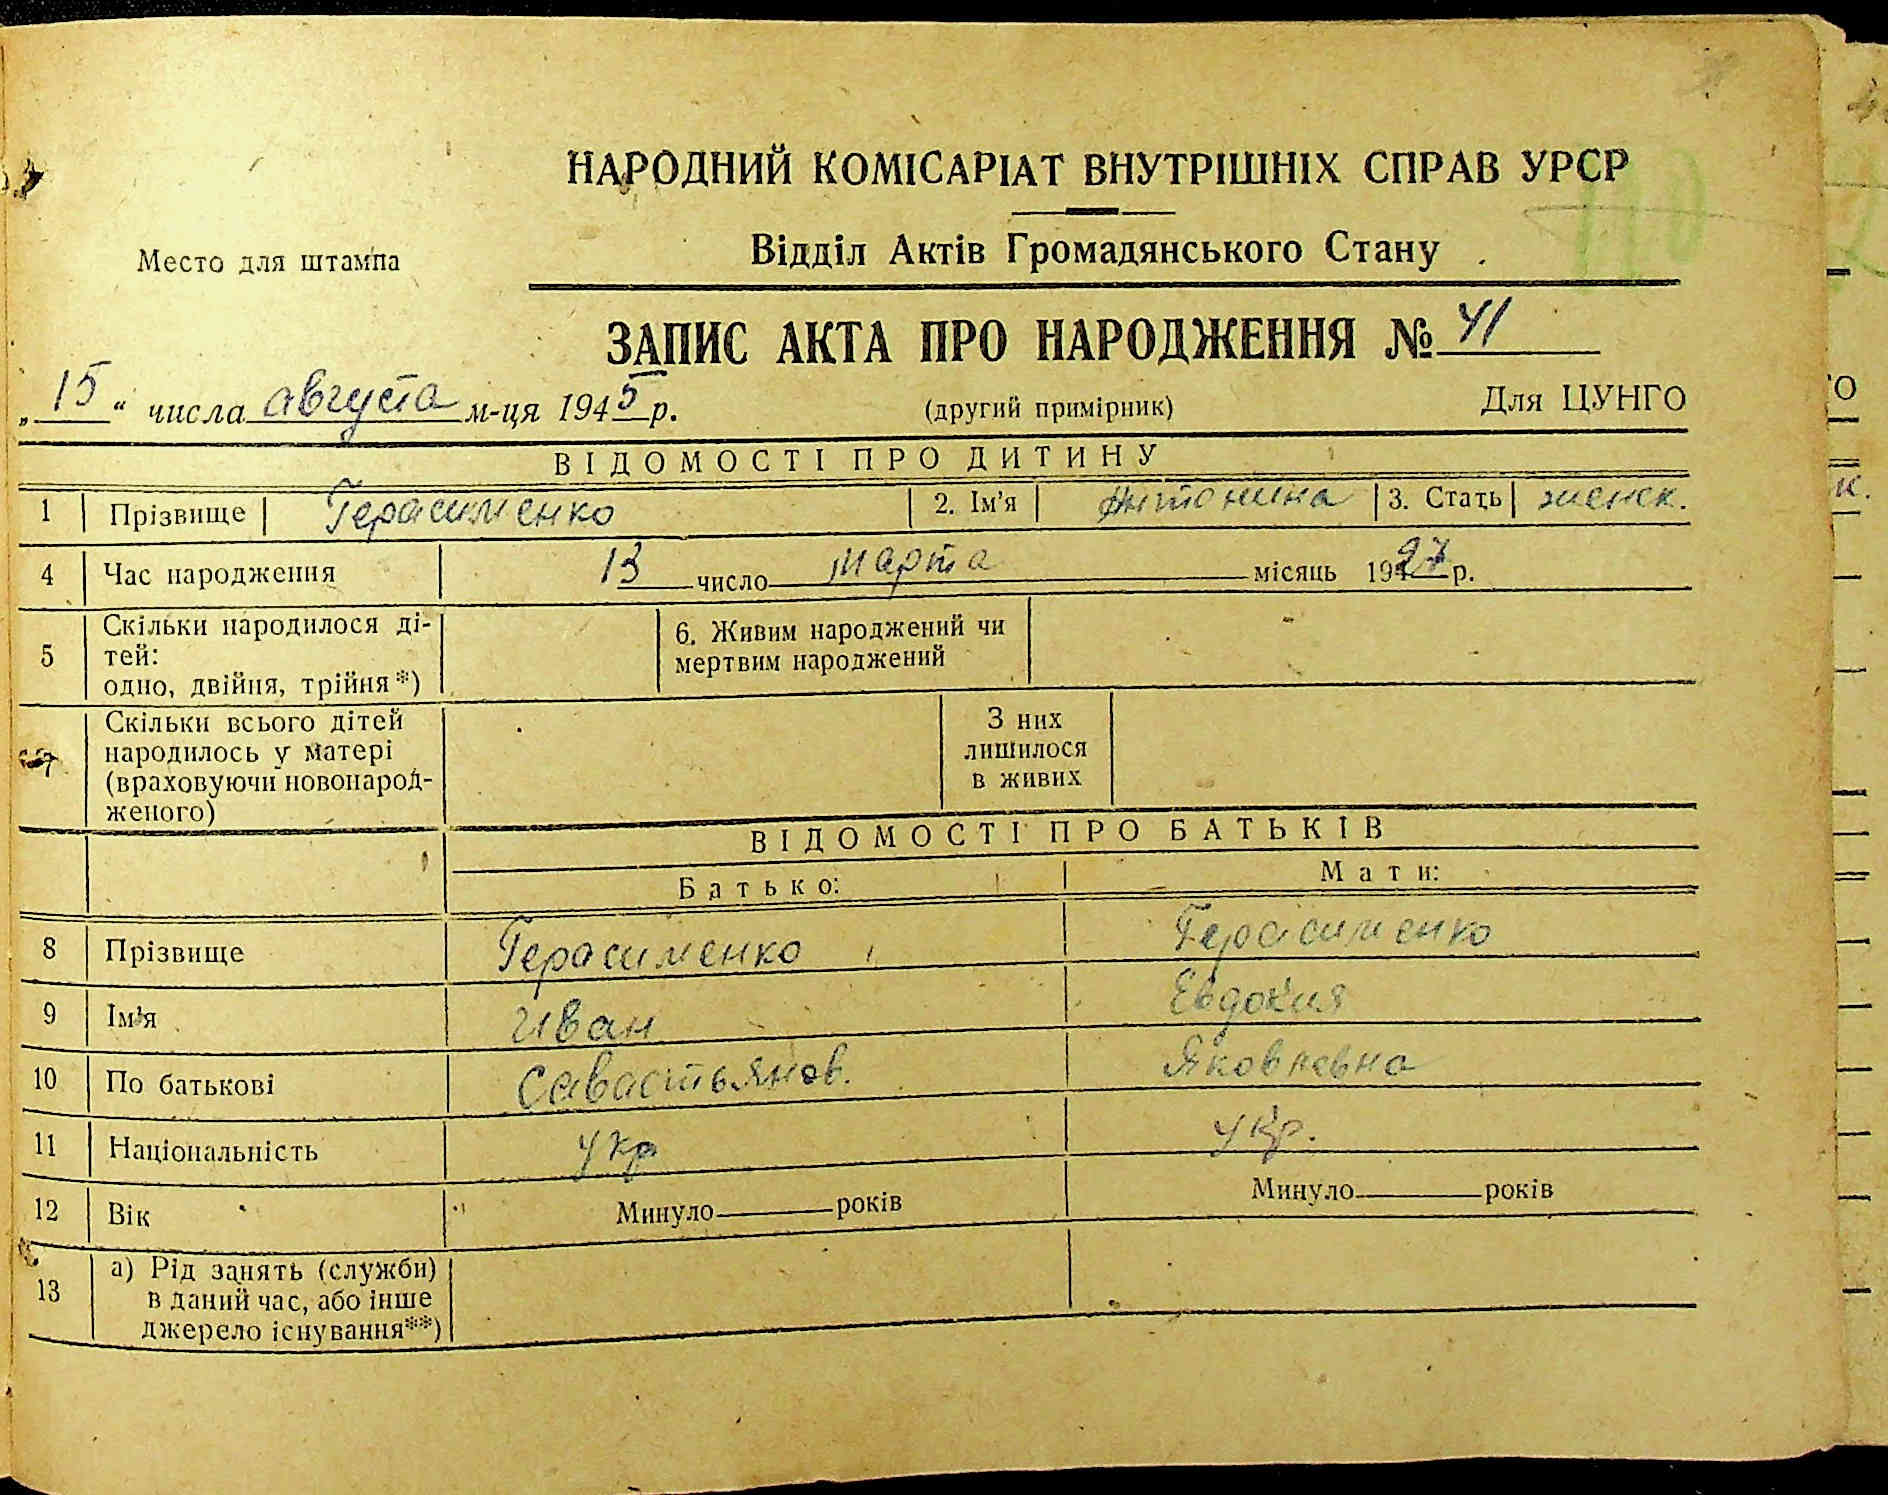 НАРОДНИЙ КОМІСАРІАТ ВНУТРІШНІХ СПРАВ УРСР
Место для штампа
Відділ Актів Громадянського Стану
ЗАПИС АКТА ПРО НАРОДЖЕННЯ № 41
„15“ числа августа м-ця 1945 р.
(другий примірник)
Для ЦУНГО
ВІДОМОСТІ ПРО ДИТИНУ
1 Прізвище Герасименко 2. Ім'я Антонина 3. Стать женск.
4 Час народження 13 число марта місяць 1927 р.
5 Скільки народилося ді-
тей:
одно, двійня, трійня*)
6. Живим народжений чи
мертвим народжений
7 Скільки всього дітей
народилось у матері
(враховуючи новонарод-
женого)
З них
лишилося
в живих
ВІДОМОСТІ ПРО БАТЬКІВ
Батько: Мати:
8 Прізвище Герасименко Герасименко
9 Ім'я Иван Евдокия
10 По батькові Севастьянов. Яковлевна
11 Національність укр укр.
12 Вік Минуло років Минуло років
13 а) Рід занять (служби)
в даний час, або інше
джерело існування**)